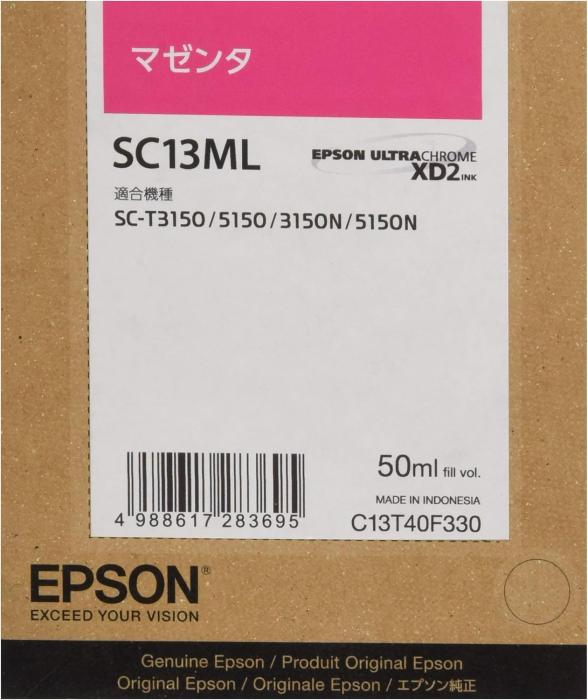 マゼンタ
SC13ML
EPSON ULTRACHROME
XD2 INK
適合機種
SC-T3150/5150/3150N/5150N
50ml fill vol.
MADE IN INDONESIA
4 988617 283695
C13T40F330
EPSON®
EXCEED YOUR VISION
Genuine Epson / Produit Original Epson
Original Epson / Originale Epson / エプソン純正